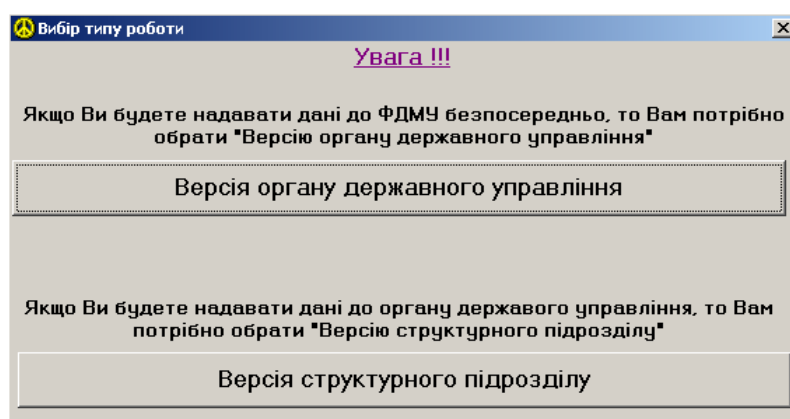 Вибір типу роботи
Увага !!!
Якщо Ви будете надавати дані до ФДМУ безпосередньо, то Вам потрібно
обрати "Версію органу державного управління"
Версія органу державного управління
Якщо Ви будете надавати дані до органу державого управління, то Вам
потрібно обрати "Версію структурного підрозділу"
Версія структурного підрозділу